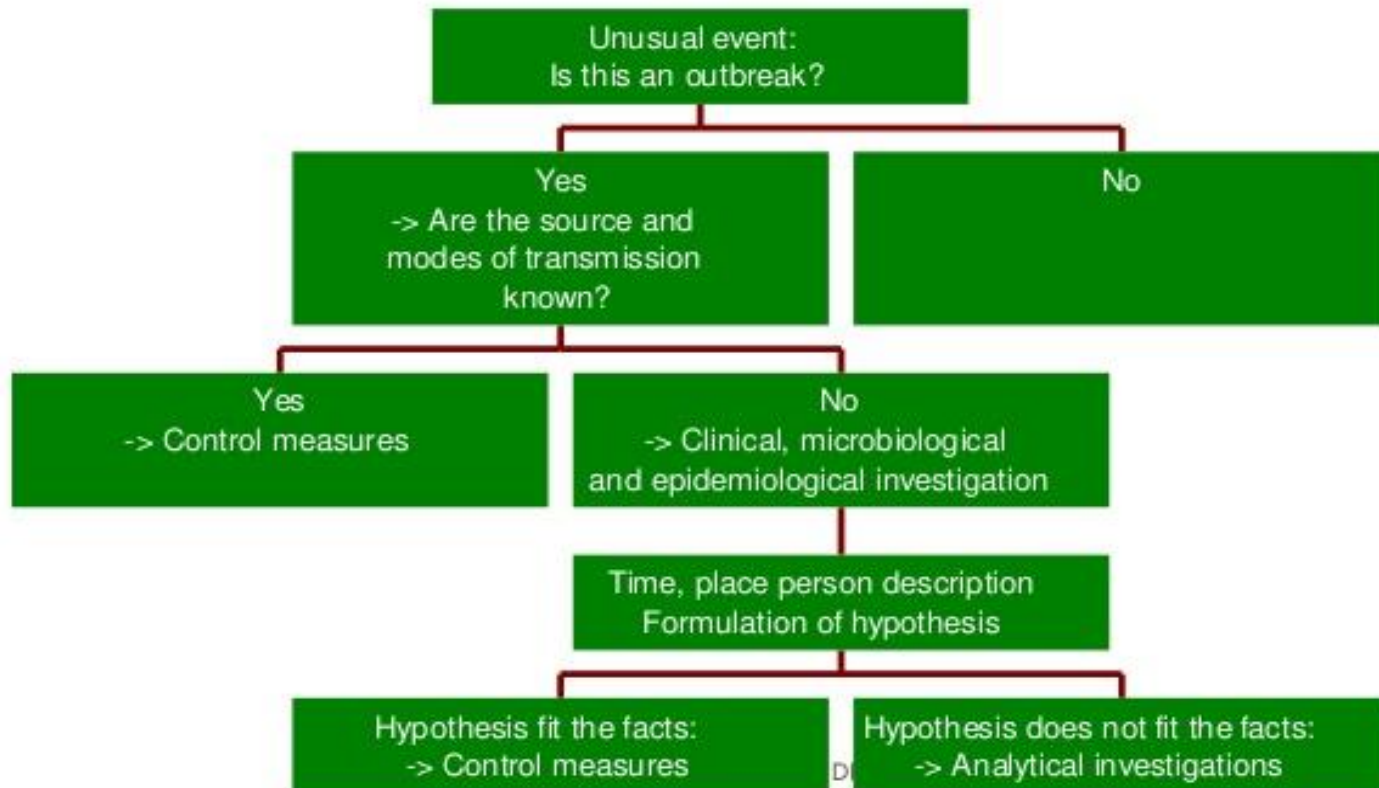 Unusual event:
Is this an outbreak?
Yes
-> Are the source and
modes of transmission
known?
No
Yes
-> Control measures
No
-> Clinical, microbiological
and epidemiological investigation
Time, place person description
Formulation of hypothesis
Hypothesis fit the facts:
-> Control measures
Hypothesis does not fit the facts:
-> Analytical investigations